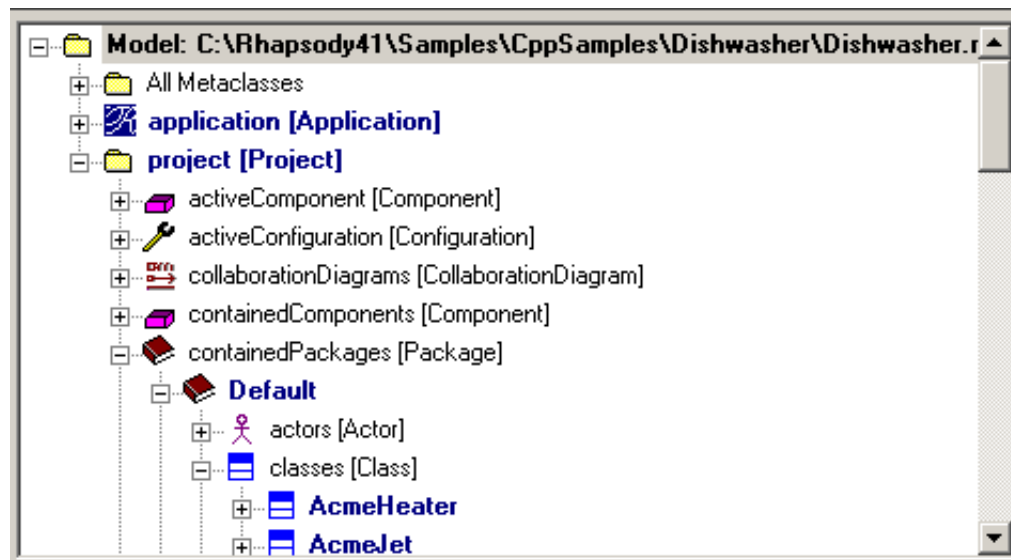 Model: C:\Rhapsody41\Samples\CppSamples\Dishwasher\Dishwasher.r
All Metaclasses
application [Application]
project [Project]
activeComponent [Component]
activeConfiguration [Configuration]
collaborationDiagrams [CollaborationDiagram]
containedComponents [Component]
containedPackages [Package]
Default
actors [Actor]
classes [Class]
AcmeHeater
AcmeJet